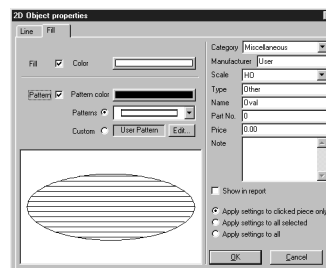 2D Object properties
Line Fill
Fill Color
Pattern Pattern color
Patterns
Custom User Pattern Edit...
Category Miscellaneous
Manufacturer User
Scale HO
Type Other
Name Oval
Part No. 0
Price 0.00
Note
Show in report
Apply settings to clicked piece only
Apply settings to all selected
Apply settings to all
OK Cancel